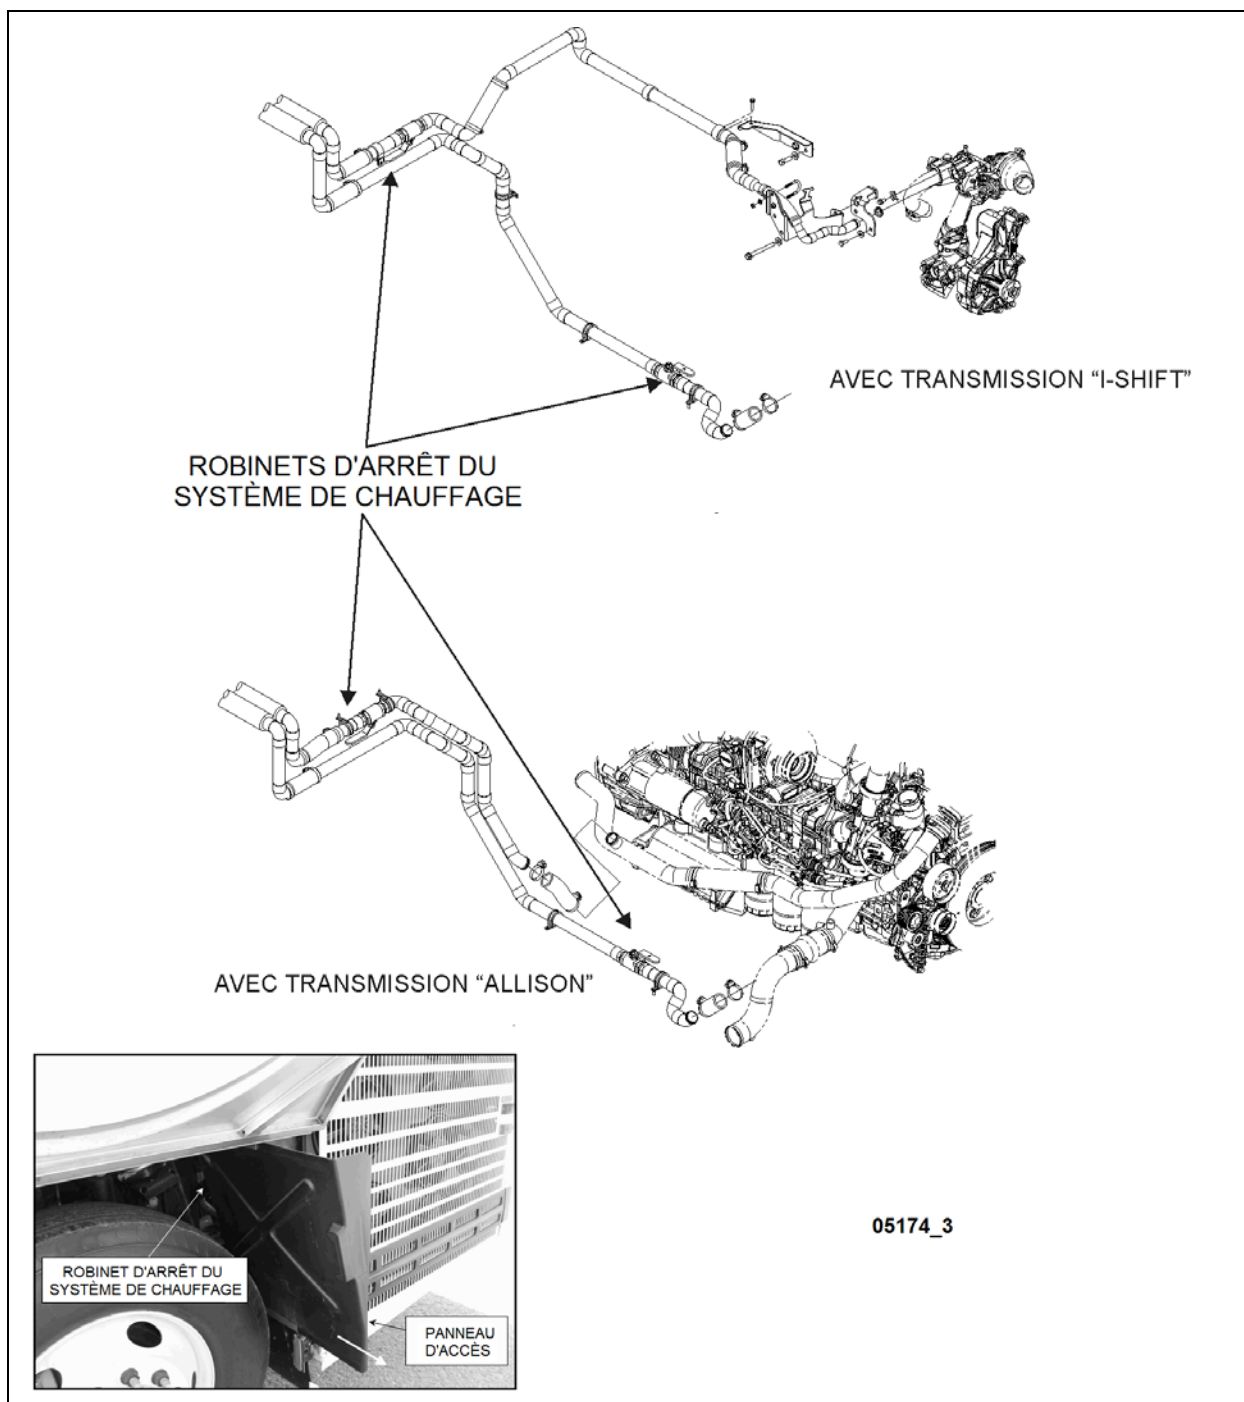 AVEC TRANSMISSION “I-SHIFT”
ROBINETS D'ARRÊT DU
SYSTÈME DE CHAUFFAGE
AVEC TRANSMISSION “ALLISON”
05174_3
ROBINET D'ARRÊT DU
SYSTÈME DE CHAUFFAGE
PANNEAU
D'ACCÈS